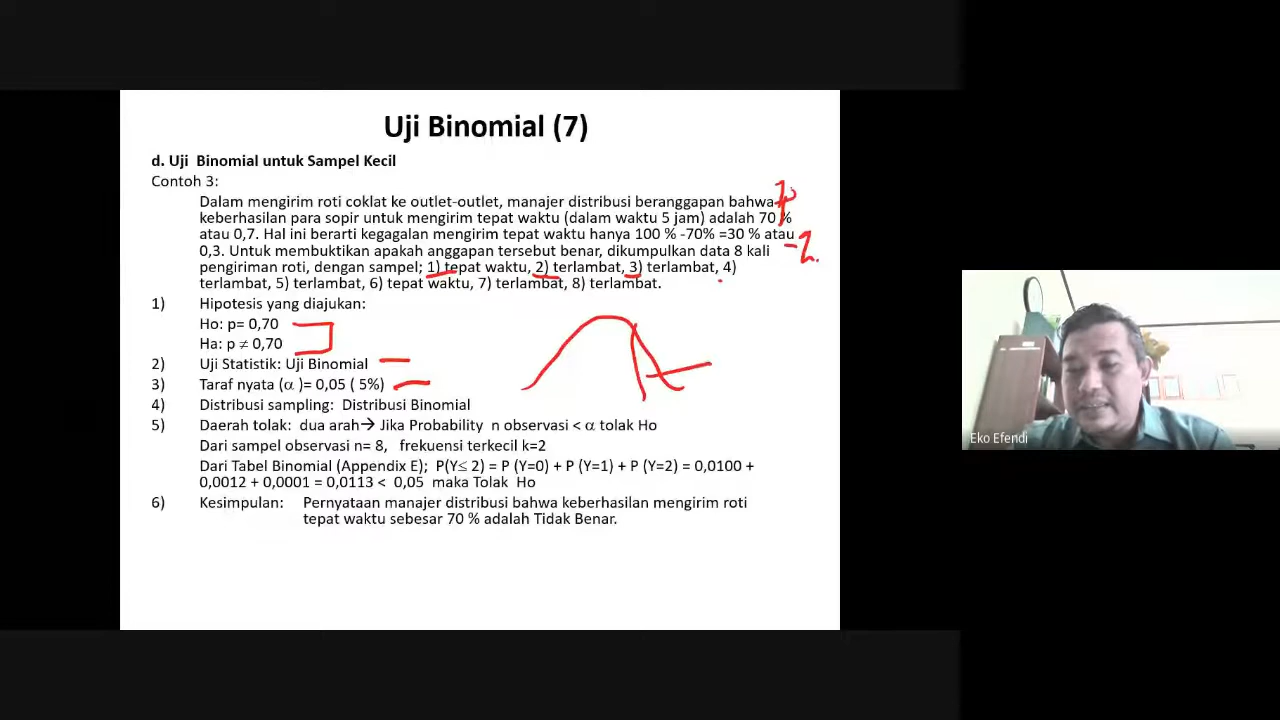 Uji Binomial (7)
d. Uji Binomial untuk Sampel Kecil
Contoh 3:
Dalam mengirim roti coklat ke outlet-outlet, manajer distribusi beranggapan bahwa
keberhasilan para sopir untuk mengirim tepat waktu (dalam waktu 5 jam) adalah 70 %
atau 0,7. Hal ini berarti kegagalan mengirim tepat waktu hanya 100 % -70% =30 % atau
0,3. Untuk membuktikan apakah anggapan tersebut benar, dikumpulkan data 8 kali
pengiriman roti, dengan sampel; 1) tepat waktu, 2) terlambat, 3) terlambat, 4)
terlambat, 5) terlambat, 6) tepat waktu, 7) terlambat, 8) terlambat.
1) Hipotesis yang diajukan:
Ho: p= 0,70
Ha: p ≠ 0,70
2) Uji Statistik: Uji Binomial
3) Taraf nyata (α )= 0,05 ( 5%)
4) Distribusi sampling: Distribusi Binomial
5) Daerah tolak: dua arah→ Jika Probability n observasi < α tolak Ho
Dari sampel observasi n= 8, frekuensi terkecil k=2
Dari Tabel Binomial (Appendix E); P(Y≤ 2) = P (Y=0) + P (Y=1) + P (Y=2) = 0,0100 +
0,0012 + 0,0001 = 0,0113 < 0,05 maka Tolak Ho
6) Kesimpulan: Pernyataan manajer distribusi bahwa keberhasilan mengirim roti
tepat waktu sebesar 70 % adalah Tidak Benar.
Eko Efendi